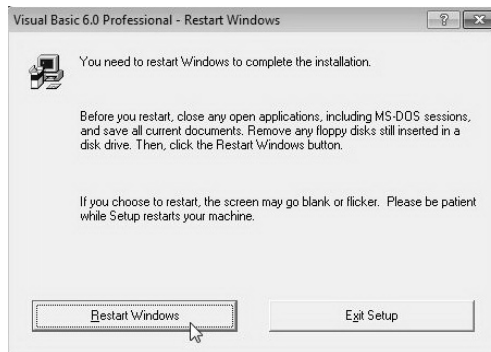 Visual Basic 6.0 Professional - Restart Windows
You need to restart Windows to complete the installation.
Before you restart, close any open applications, including MS-DOS sessions,
and save all current documents. Remove any floppy disks still inserted in a
disk drive. Then, click the Restart Windows button.
If you choose to restart, the screen may go blank or flicker. Please be patient
while Setup restarts your machine.
Restart Windows
Exit Setup